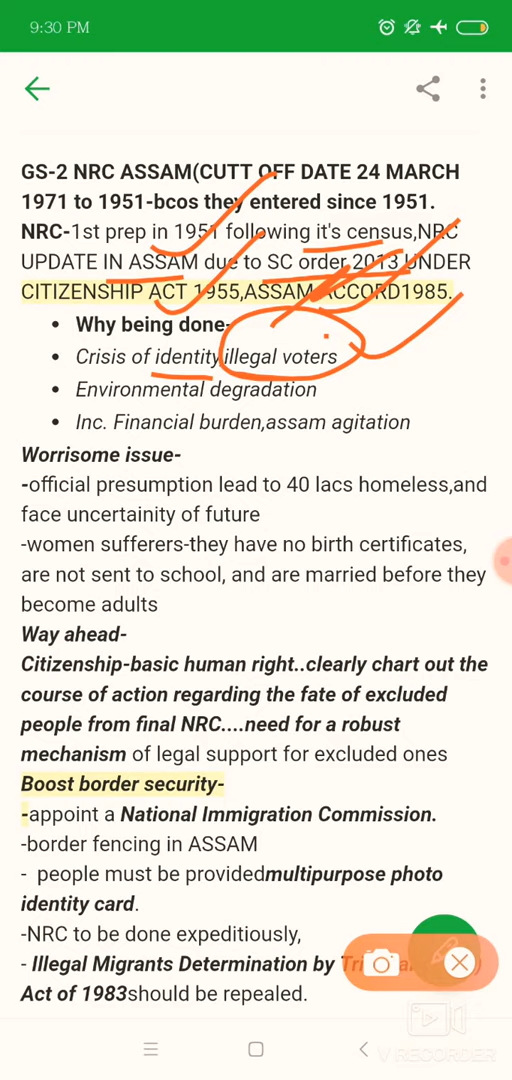 9:30 PM
GS-2 NRC ASSAM(CUTT OFF DATE 24 MARCH
1971 to 1951-bcos they entered since 1951.
NRC-1st prep in 1951 following it's census,NRC
UPDATE IN ASSAM due to SC order 2013 UNDER
CITIZENSHIP ACT 1955,ASSAM ACCORD1985.
• Why being done-
• Crisis of identity,illegal voters
• Environmental degradation
• Inc. Financial burden,assam agitation
Worrisome issue-
-official presumption lead to 40 lacs homeless,and
face uncertainity of future
-women sufferers-they have no birth certificates,
are not sent to school, and are married before they
become adults
Way ahead-
Citizenship-basic human right..clearly chart out the
course of action regarding the fate of excluded
people from final NRC....need for a robust
mechanism of legal support for excluded ones
Boost border security-
-appoint a National Immigration Commission.
-border fencing in ASSAM
- people must be providedmultipurpose photo
identity card.
-NRC to be done expeditiously,
- Illegal Migrants Determination by
Act of 1983should be repealed.
V RECORDER